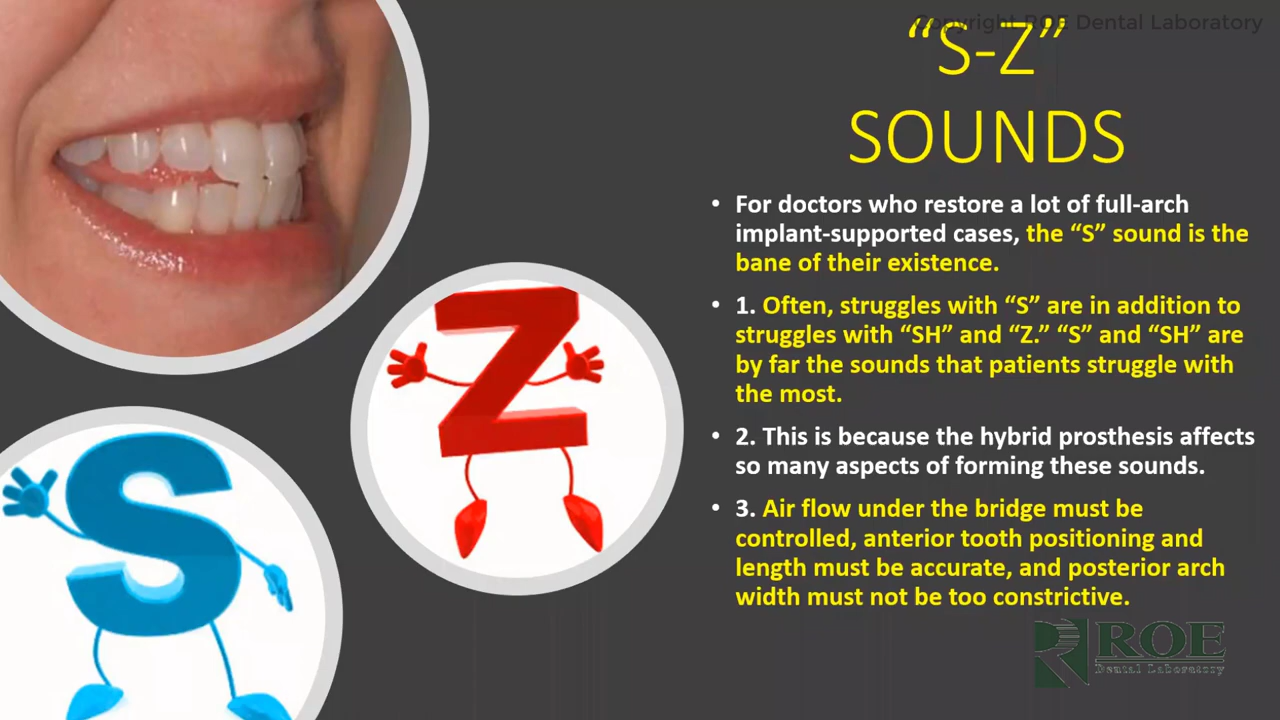 Copyright ROE Dental Laboratory
“S-Z”
SOUNDS
• For doctors who restore a lot of full-arch
implant-supported cases, the “S” sound is the
bane of their existence.
• 1. Often, struggles with “S” are in addition to
struggles with “SH” and “Z.” “S” and “SH” are
by far the sounds that patients struggle with
the most.
• 2. This is because the hybrid prosthesis affects
so many aspects of forming these sounds.
• 3. Air flow under the bridge must be
controlled, anterior tooth positioning and
length must be accurate, and posterior arch
width must not be too constrictive.
Z
S
ROE
Dental Laboratory